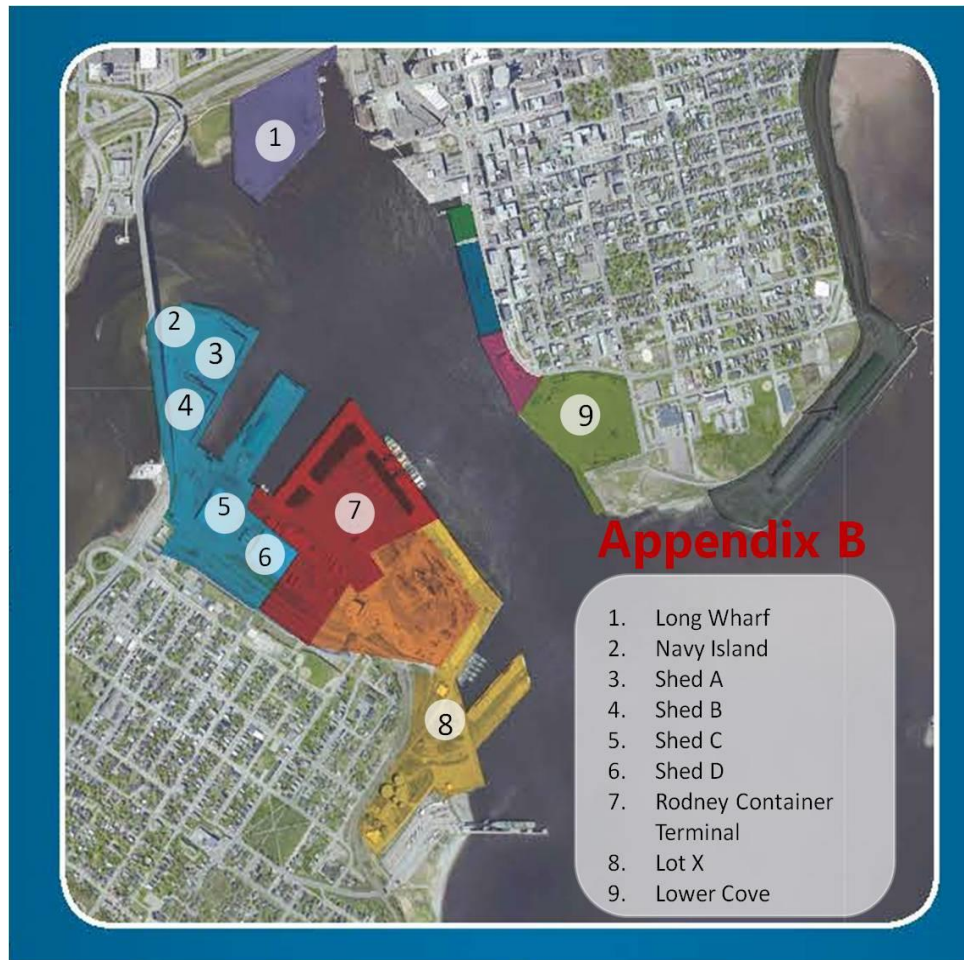 1
2
3
4
5
6
7
8
9
Appendix B
1. Long Wharf
2. Navy Island
3. Shed A
4. Shed B
5. Shed C
6. Shed D
7. Rodney Container
Terminal
8. Lot X
9. Lower Cove